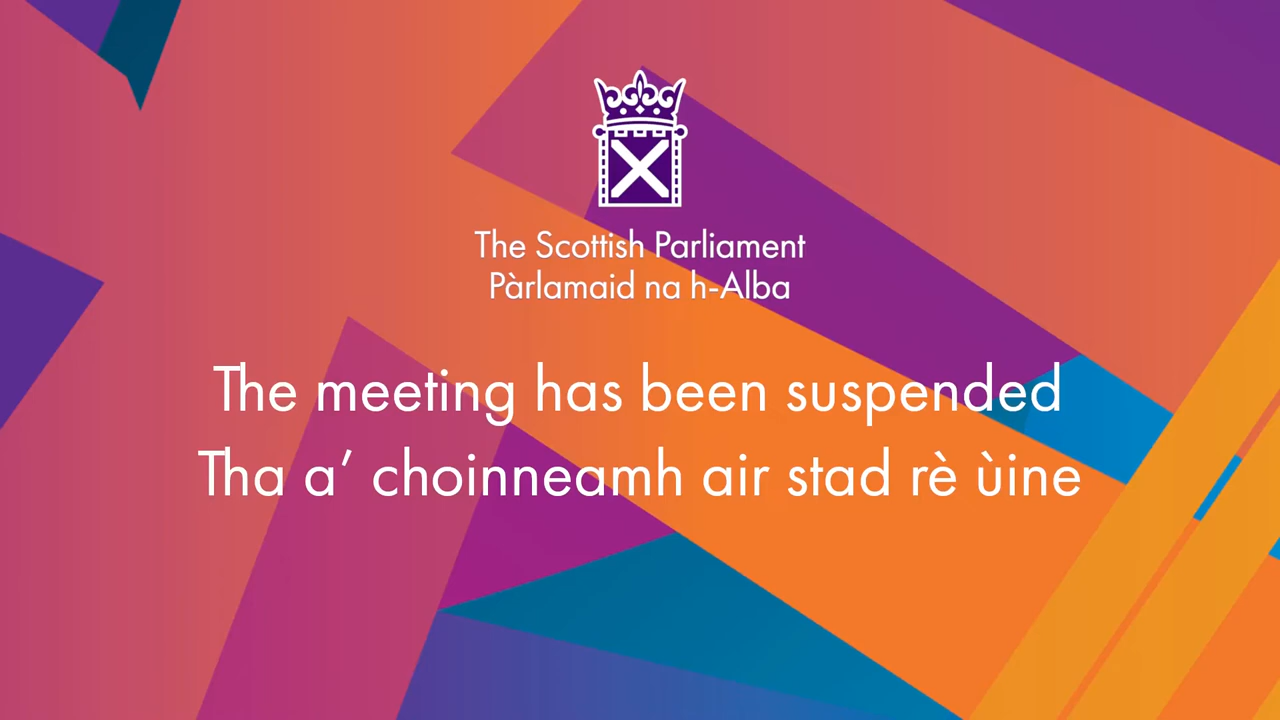 The Scottish Parliament
Pàrlamaid na h-Alba
The meeting has been suspended
Tha a’ choinneamh air stad rè ùine